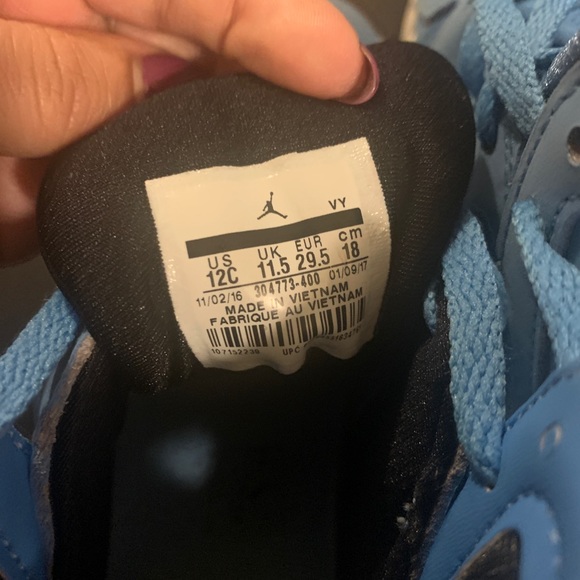 VY
US UK EUR cm
12C 11.5 29.5 18
11/02/16 304773-400 01/09/17
MADE IN VIETNAM
FABRIQUE AU VIETNAM
UPC